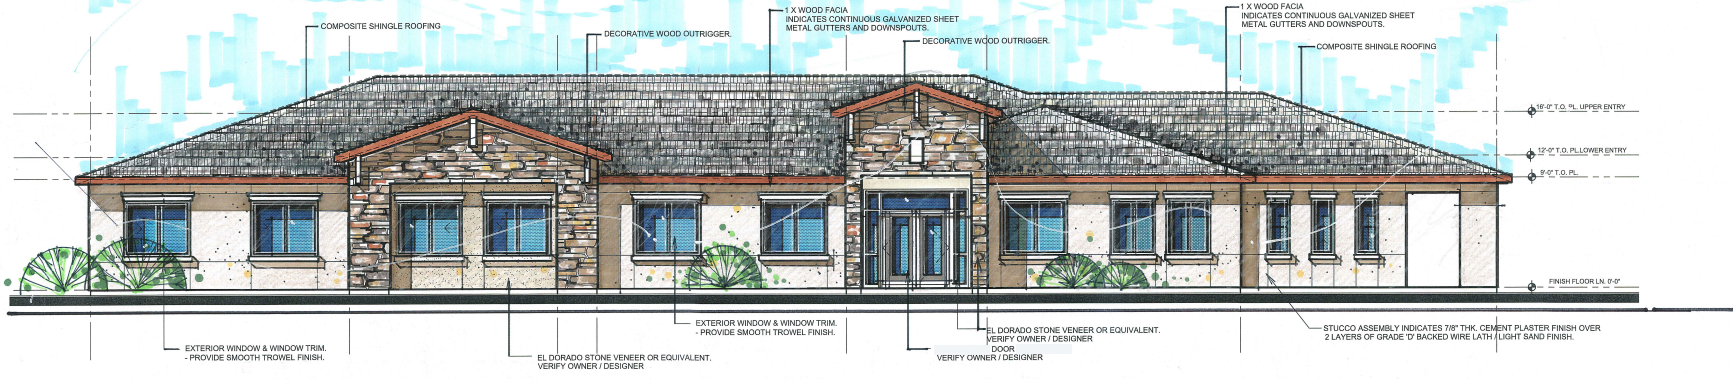 1 X WOOD FACIA
INDICATES CONTINUOUS GALVANIZED SHEET
METAL GUTTERS AND DOWNSPOUTS.
1 X WOOD FACIA
INDICATES CONTINUOUS GALVANIZED SHEET
METAL GUTTERS AND DOWNSPOUTS.
COMPOSITE SHINGLE ROOFING
DECORATIVE WOOD OUTRIGGER.
DECORATIVE WOOD OUTRIGGER.
COMPOSITE SHINGLE ROOFING
16'-0" T.O. PL. UPPER ENTRY
12'-0" T.O. PL.LOWER ENTRY
9'-0" T.O. PL.
FINISH FLOOR LN. 0'-0"
EXTERIOR WINDOW & WINDOW TRIM.
- PROVIDE SMOOTH TROWEL FINISH.
EL DORADO STONE VENEER OR EQUIVALENT.
VERIFY OWNER / DESIGNER
EXTERIOR WINDOW & WINDOW TRIM.
- PROVIDE SMOOTH TROWEL FINISH.
EL DORADO STONE VENEER OR EQUIVALENT.
VERIFY OWNER / DESIGNER
DOOR
VERIFY OWNER / DESIGNER
STUCCO ASSEMBLY INDICATES 7/8" THK. CEMENT PLASTER FINISH OVER
2 LAYERS OF GRADE 'D' BACKED WIRE LATH / LIGHT SAND FINISH.